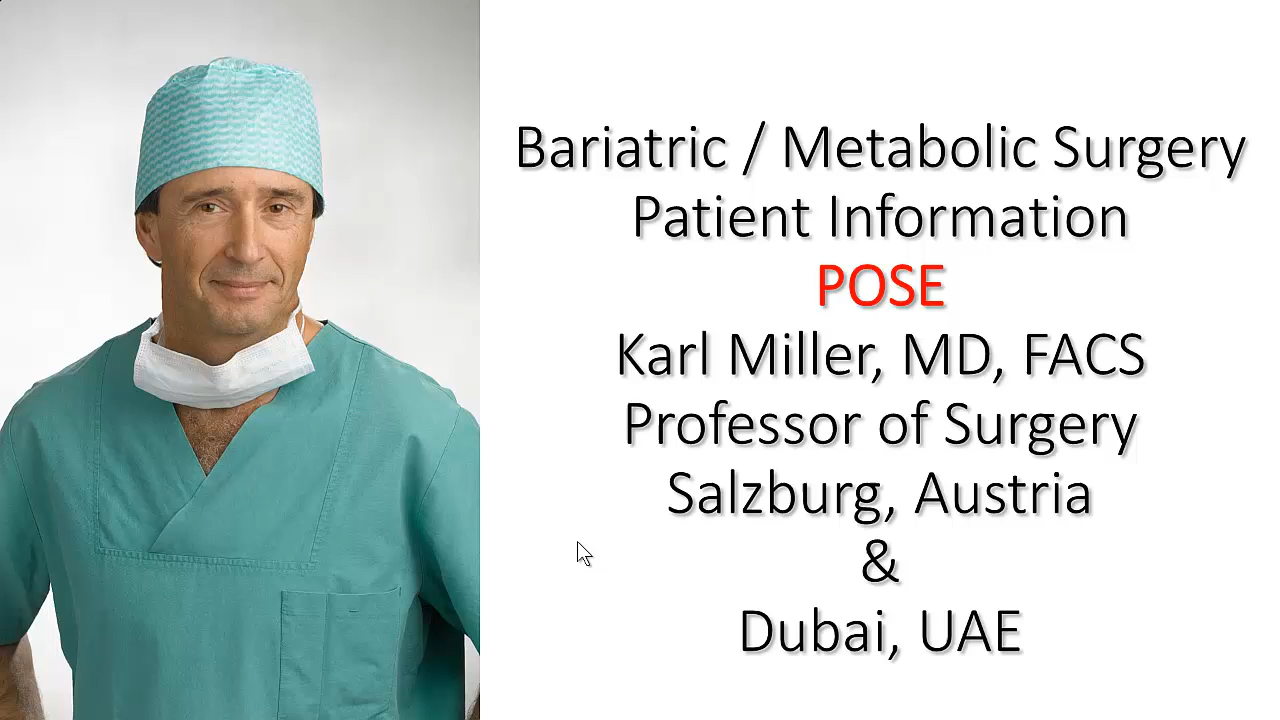 Bariatric / Metabolic Surgery
Patient Information
POSE
Karl Miller, MD, FACS
Professor of Surgery
Salzburg, Austria
&
Dubai, UAE